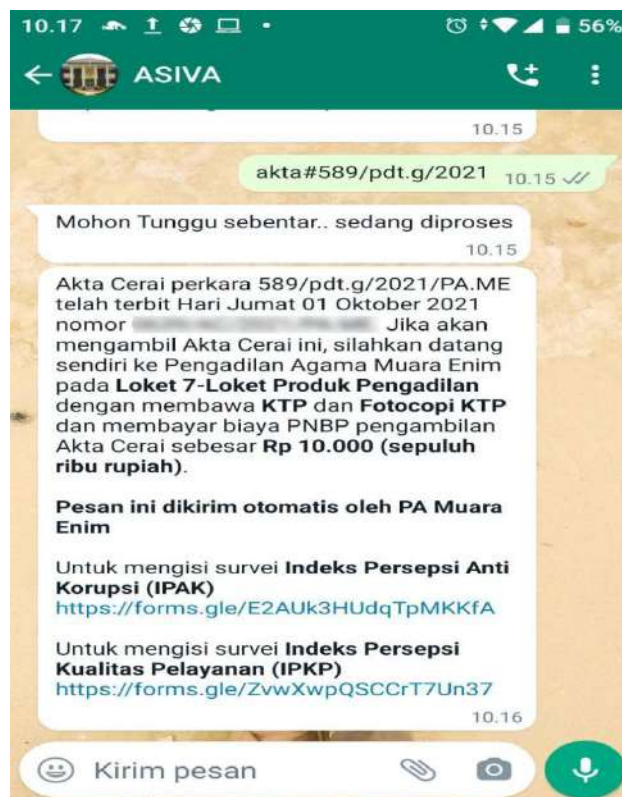 10.17
56%
ASIVA
10.15
akta#589/pdt.g/2021 10.15
Mohon Tunggu sebentar.. sedang diproses
10.15
Akta Cerai perkara 589/pdt.g/2021/PA.ME
telah terbit Hari Jumat 01 Oktober 2021
nomor Jika akan
mengambil Akta Cerai ini, silahkan datang
sendiri ke Pengadilan Agama Muara Enim
pada Loket 7-Loket Produk Pengadilan
dengan membawa KTP dan Fotocopi KTP
dan membayar biaya PNBP pengambilan
Akta Cerai sebesar Rp 10.000 (sepuluh
ribu rupiah).
Pesan ini dikirim otomatis oleh PA Muara
Enim
Untuk mengisi survei Indeks Persepsi Anti
Korupsi (IPAK)
https://forms.gle/E2AUk3HUdqTpMKKfA
Untuk mengisi survei Indeks Persepsi
Kualitas Pelayanan (IPKP)
https://forms.gle/ZvwXwpQSCCrT7Un37
10.16
Kirim pesan